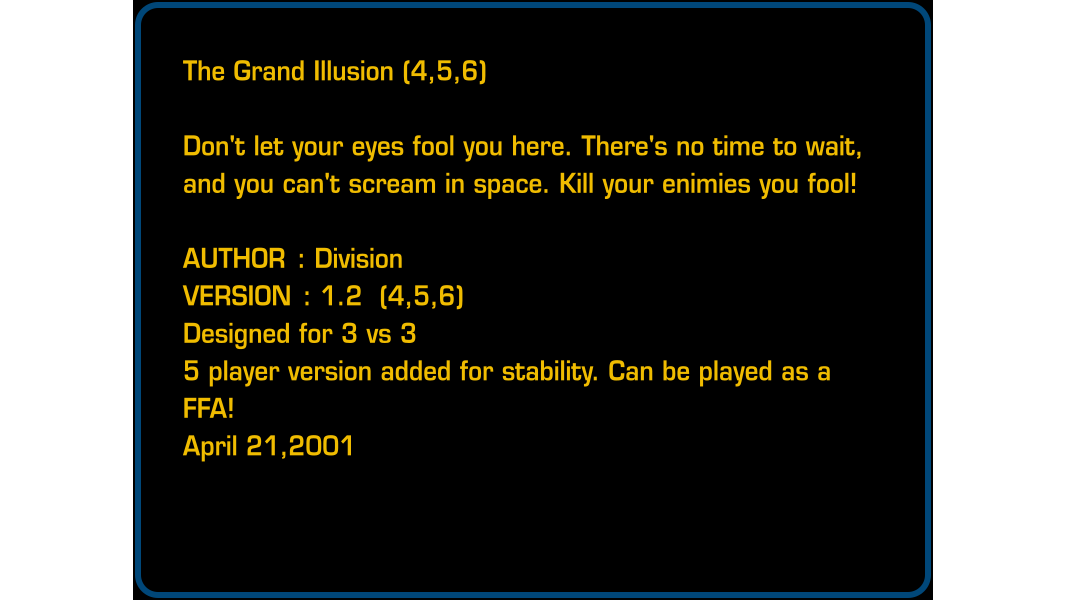 The Grand Illusion (4,5,6)
Don't let your eyes fool you here. There's no time to wait,
and you can't scream in space. Kill your enimies you fool!
AUTHOR : Division
VERSION : 1.2 (4,5,6)
Designed for 3 vs 3
5 player version added for stability. Can be played as a
FFA!
April 21,2001